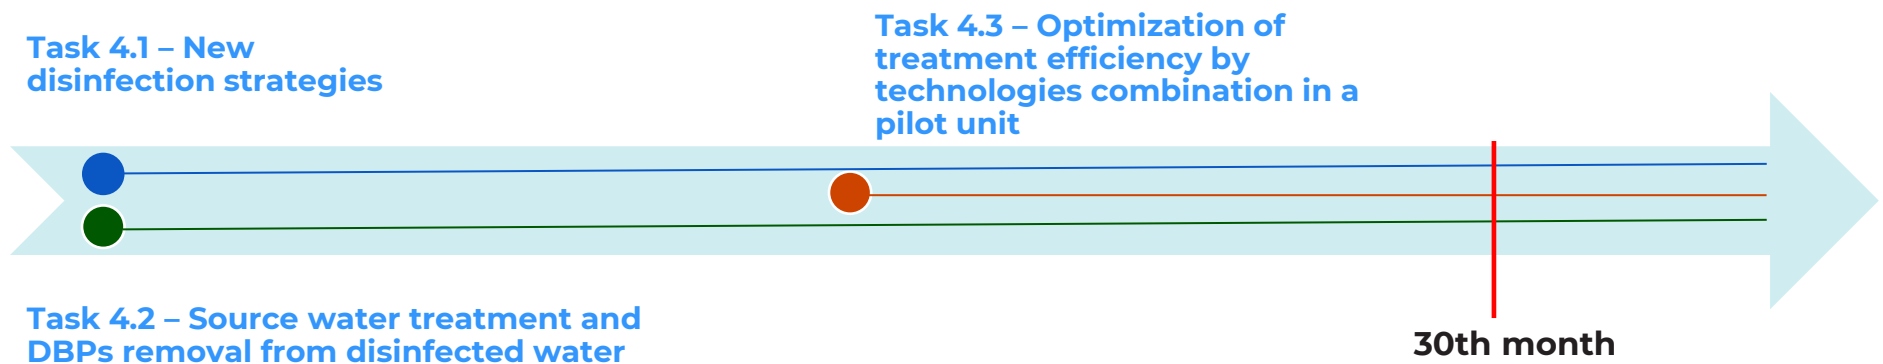 Task 4.1 – New
disinfection strategies
Task 4.3 – Optimization of
treatment efficiency by
technologies combination in a
pilot unit
Task 4.2 – Source water treatment and
DBPs removal from disinfected water
30th month